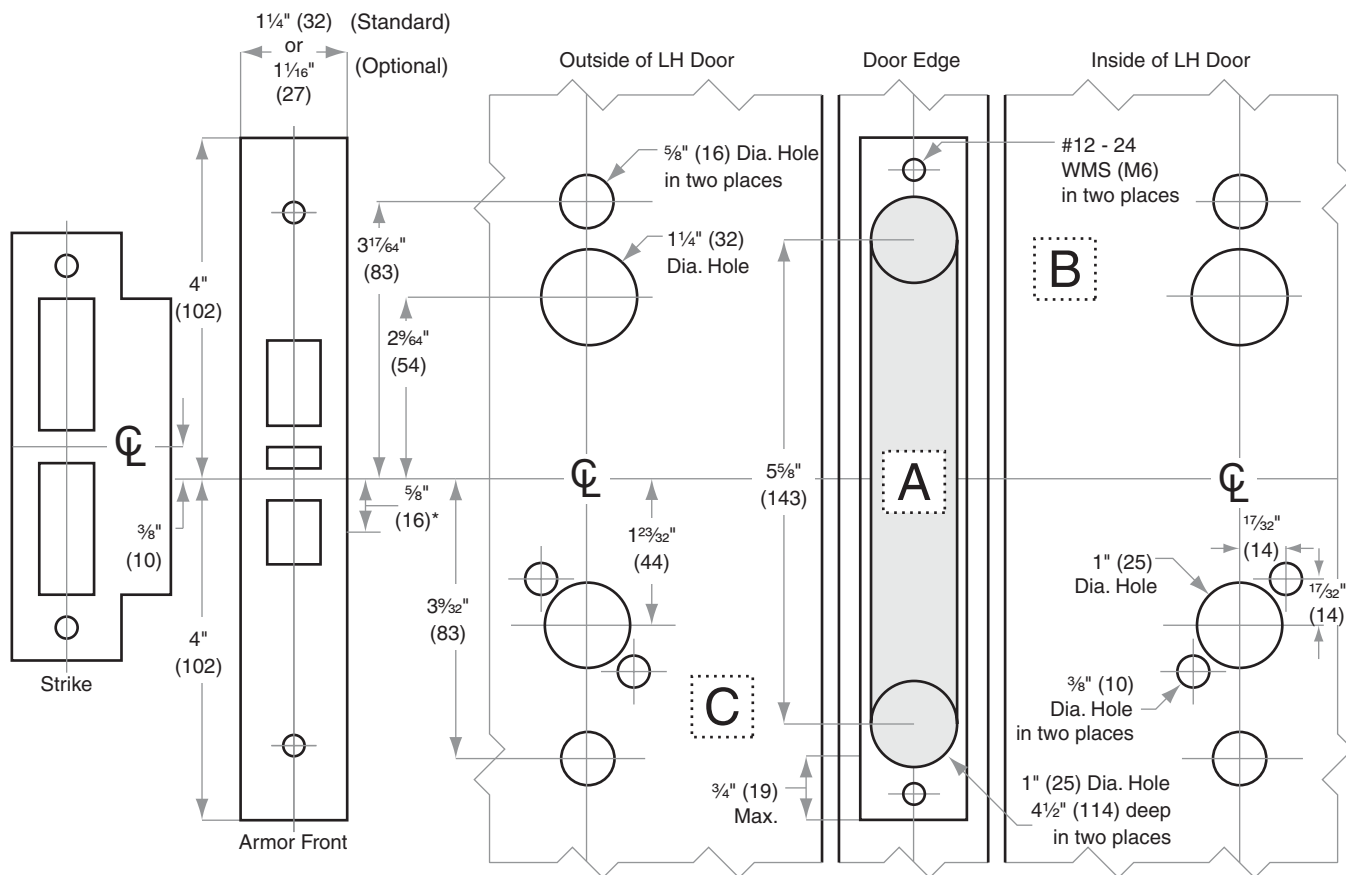 1¼" (32) (Standard)
or
1¹⁄₁₆" (Optional)
(27)
Outside of LH Door
Door Edge
Inside of LH Door
⅝" (16) Dia. Hole
in two places
#12 - 24
WMS (M6)
in two places
3¹⁷⁄₆₄"
(83)
1¼" (32)
Dia. Hole
B
4"
(102)
2⁹⁄₆₄"
(54)
℄
℄
A
℄
5⅝"
(143)
⅝"
(16)*
⅜"
(10)
1²³⁄₃₂"
(44)
¹⁷⁄₃₂"
(14)
1" (25)
Dia. Hole
¹⁷⁄₃₂"
(14)
3⁹⁄₃₂"
(83)
4"
(102)
Strike
C
⅜" (10)
Dia. Hole
in two places
¾" (19)
Max.
1" (25) Dia. Hole
4½" (114) deep
in two places
Armor Front